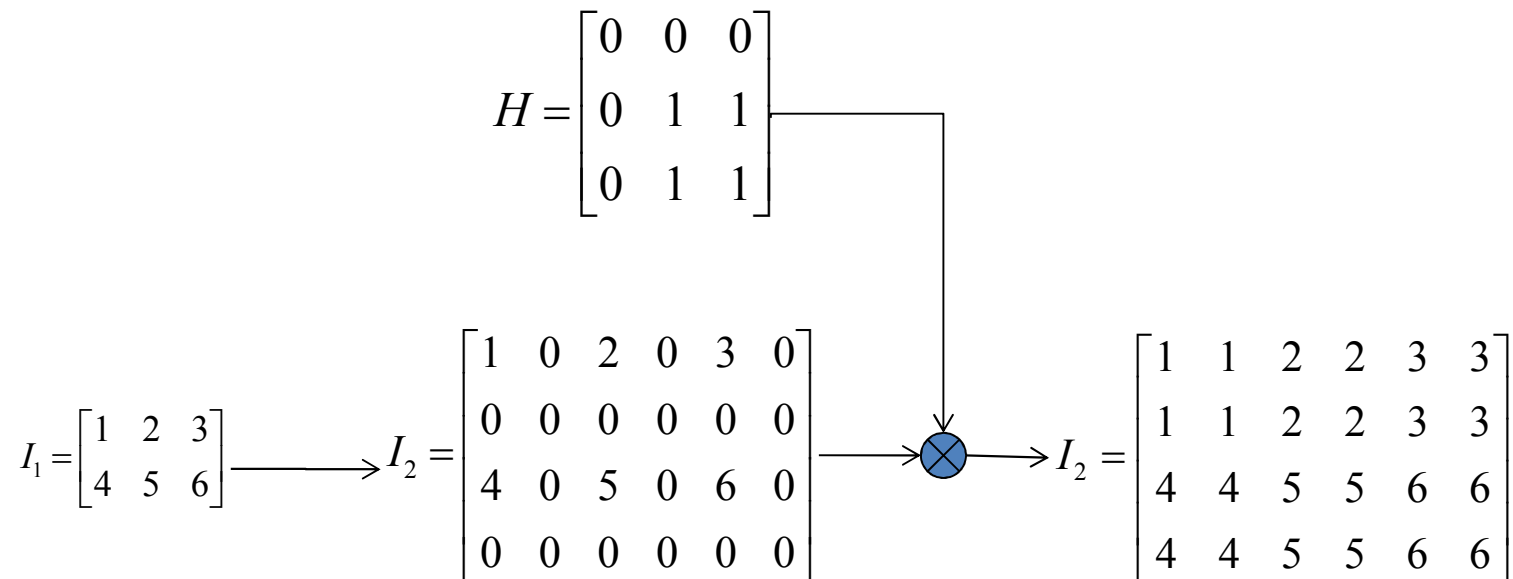 H = [0 0 0
0 1 1
0 1 1]
I₁ = [1 2 3
4 5 6]
I₂ = [1 0 2 0 3 0
0 0 0 0 0 0
4 0 5 0 6 0
0 0 0 0 0 0
I₂ = [1 1 2 2 3 3
1 1 2 2 3 3
4 4 5 5 6 6
4 4 5 5 6 6